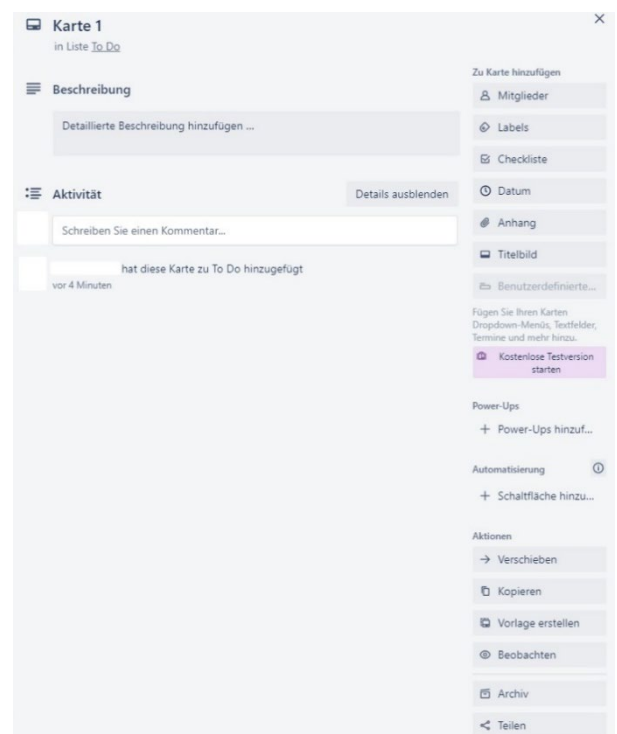 Karte 1
in Liste To Do
Beschreibung
Detaillierte Beschreibung hinzufügen ...
Aktivität
Details ausblenden
Schreiben Sie einen Kommentar...
hat diese Karte zu To Do hinzugefügt
vor 4 Minuten
Zu Karte hinzufügen
Mitglieder
Labels
Checkliste
Datum
Anhang
Titelbild
Benutzerdefinierte...
Fügen Sie Ihren Karten
Dropdown-Menüs, Textfelder,
Termine und mehr hinzu.
Kostenlose Testversion
starten
Power-Ups
+ Power-Ups hinzuf...
Automatisierung
+ Schaltfläche hinzu...
Aktionen
Verschieben
Kopieren
Vorlage erstellen
Beobachten
Archiv
Teilen